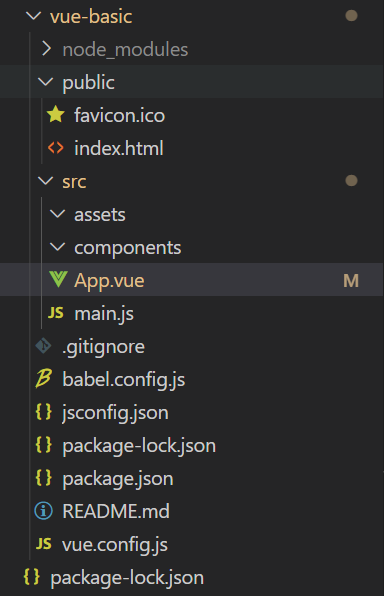 vue-basic
node_modules
public
favicon.ico
<> index.html
src
assets
components
App.vue M
JS main.js
.gitignore
B babel.config.js
{} jsconfig.json
{} package-lock.json
{} package.json
README.md
JS vue.config.js
{} package-lock.json